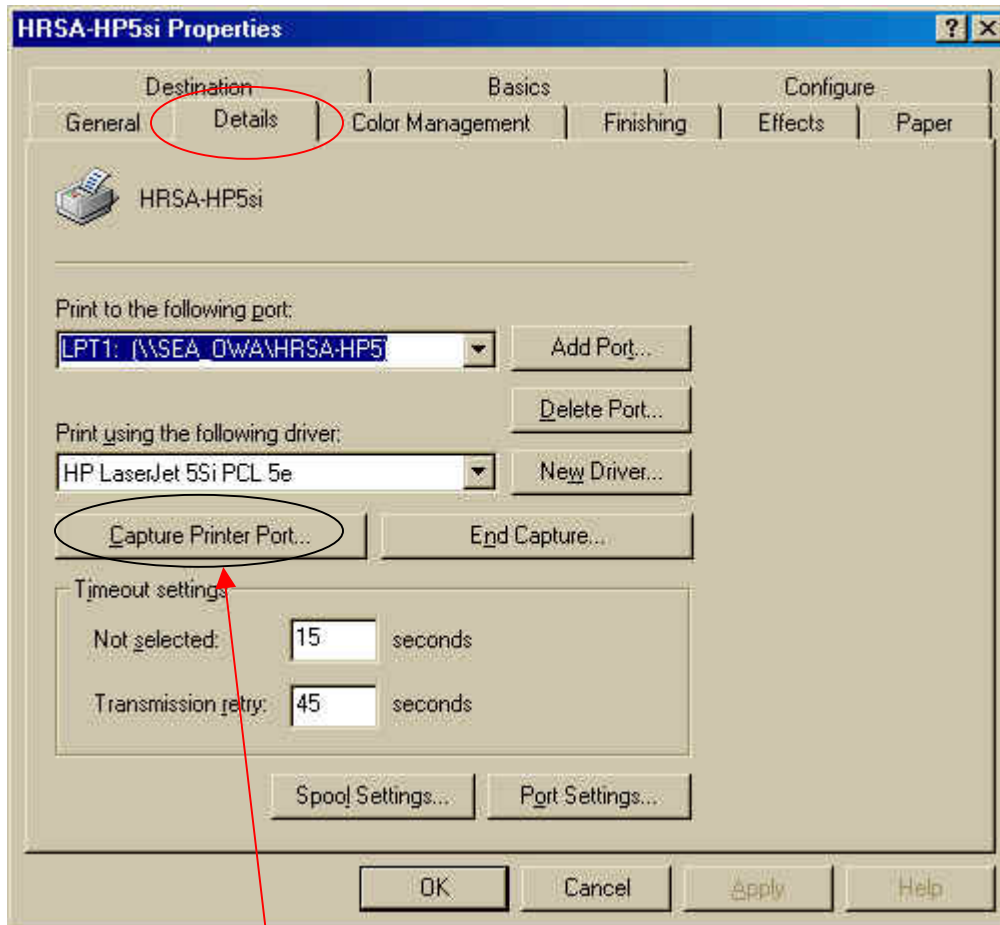 HRSA-HP5si Properties
Destination Basics Configure
General Details Color Management Finishing Effects Paper
HRSA-HP5si
Print to the following port:
LPT1: (\\SEA_OWA\HRSA-HP5)
Add Port...
Delete Port...
Print using the following driver:
HP LaserJet 5Si PCL 5e
New Driver...
Capture Printer Port... End Capture...
Timeout settings
Not selected: 15 seconds
Transmission retry: 45 seconds
Spool Settings... Port Settings...
OK Cancel Apply Help